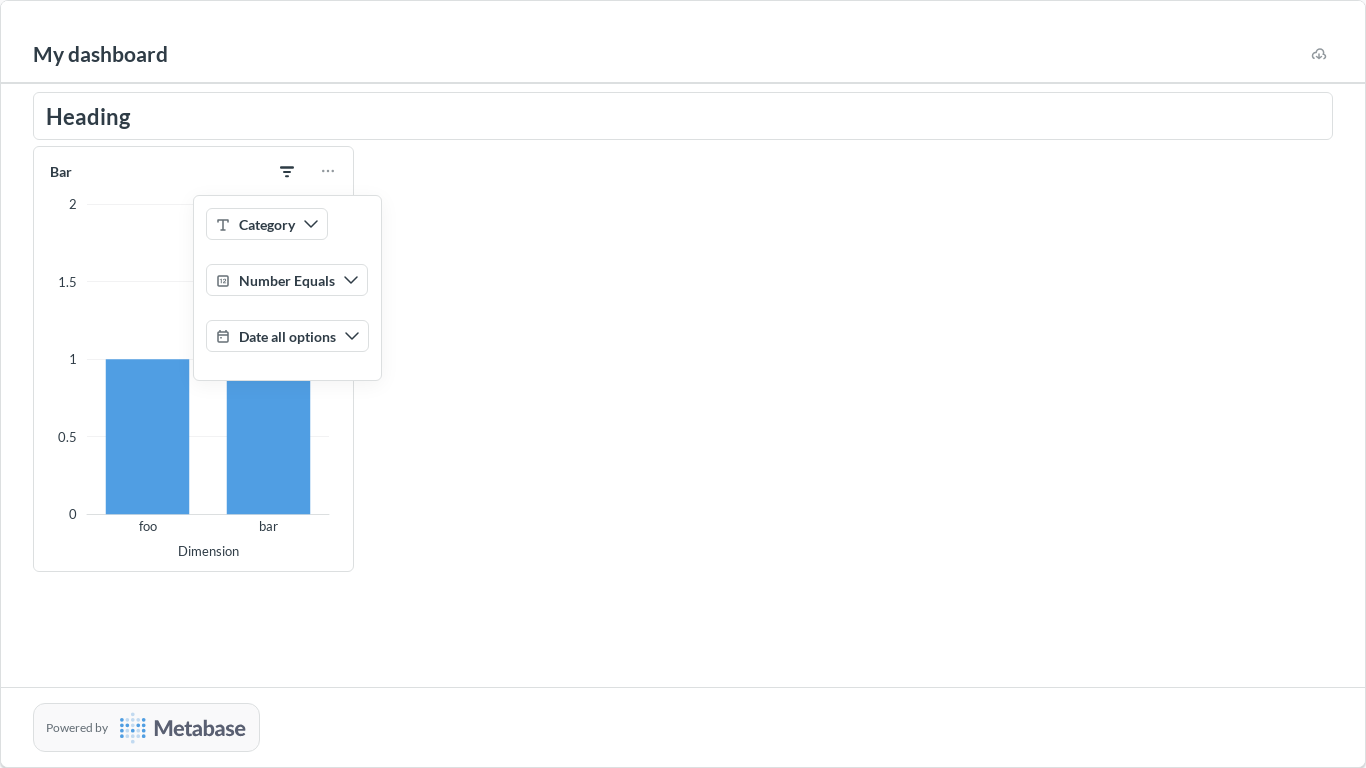 My dashboard
Heading
Bar
2
Category
1.5
Number Equals
Date all options
1
0.5
0
foo bar
Dimension
Powered by Metabase